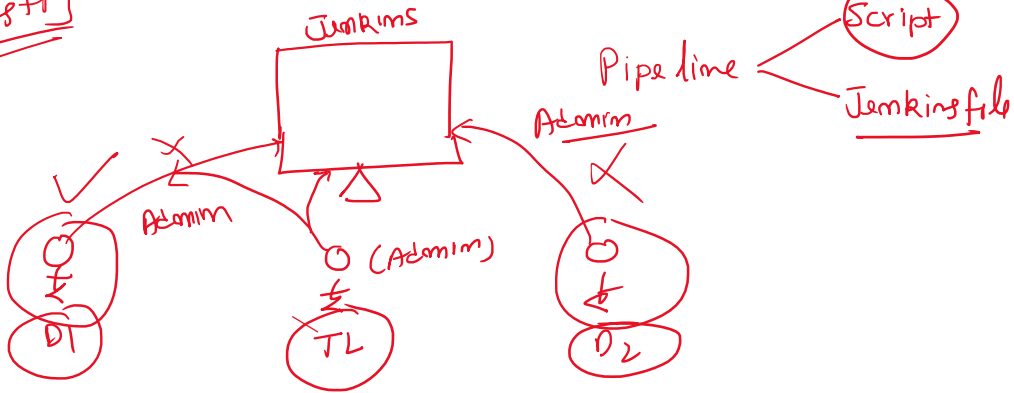 Jenkins
Script
Pipeline
Jenkinsfile
Admin
Admin
(Admin)
D1
TL
D2